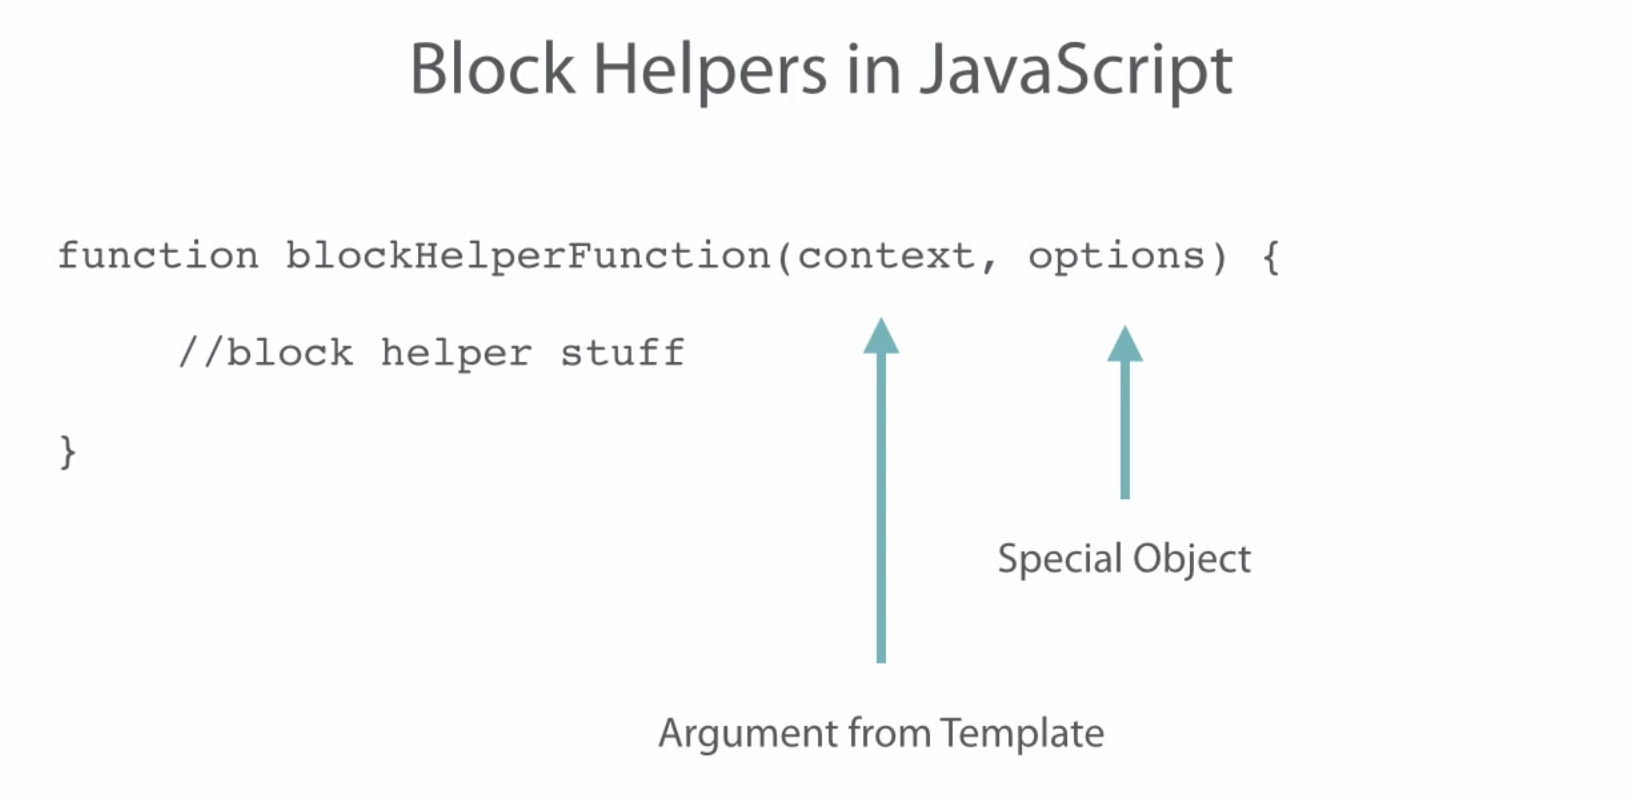 Block Helpers in JavaScript
function blockHelperFunction(context, options) {
//block helper stuff
}
Special Object
Argument from Template